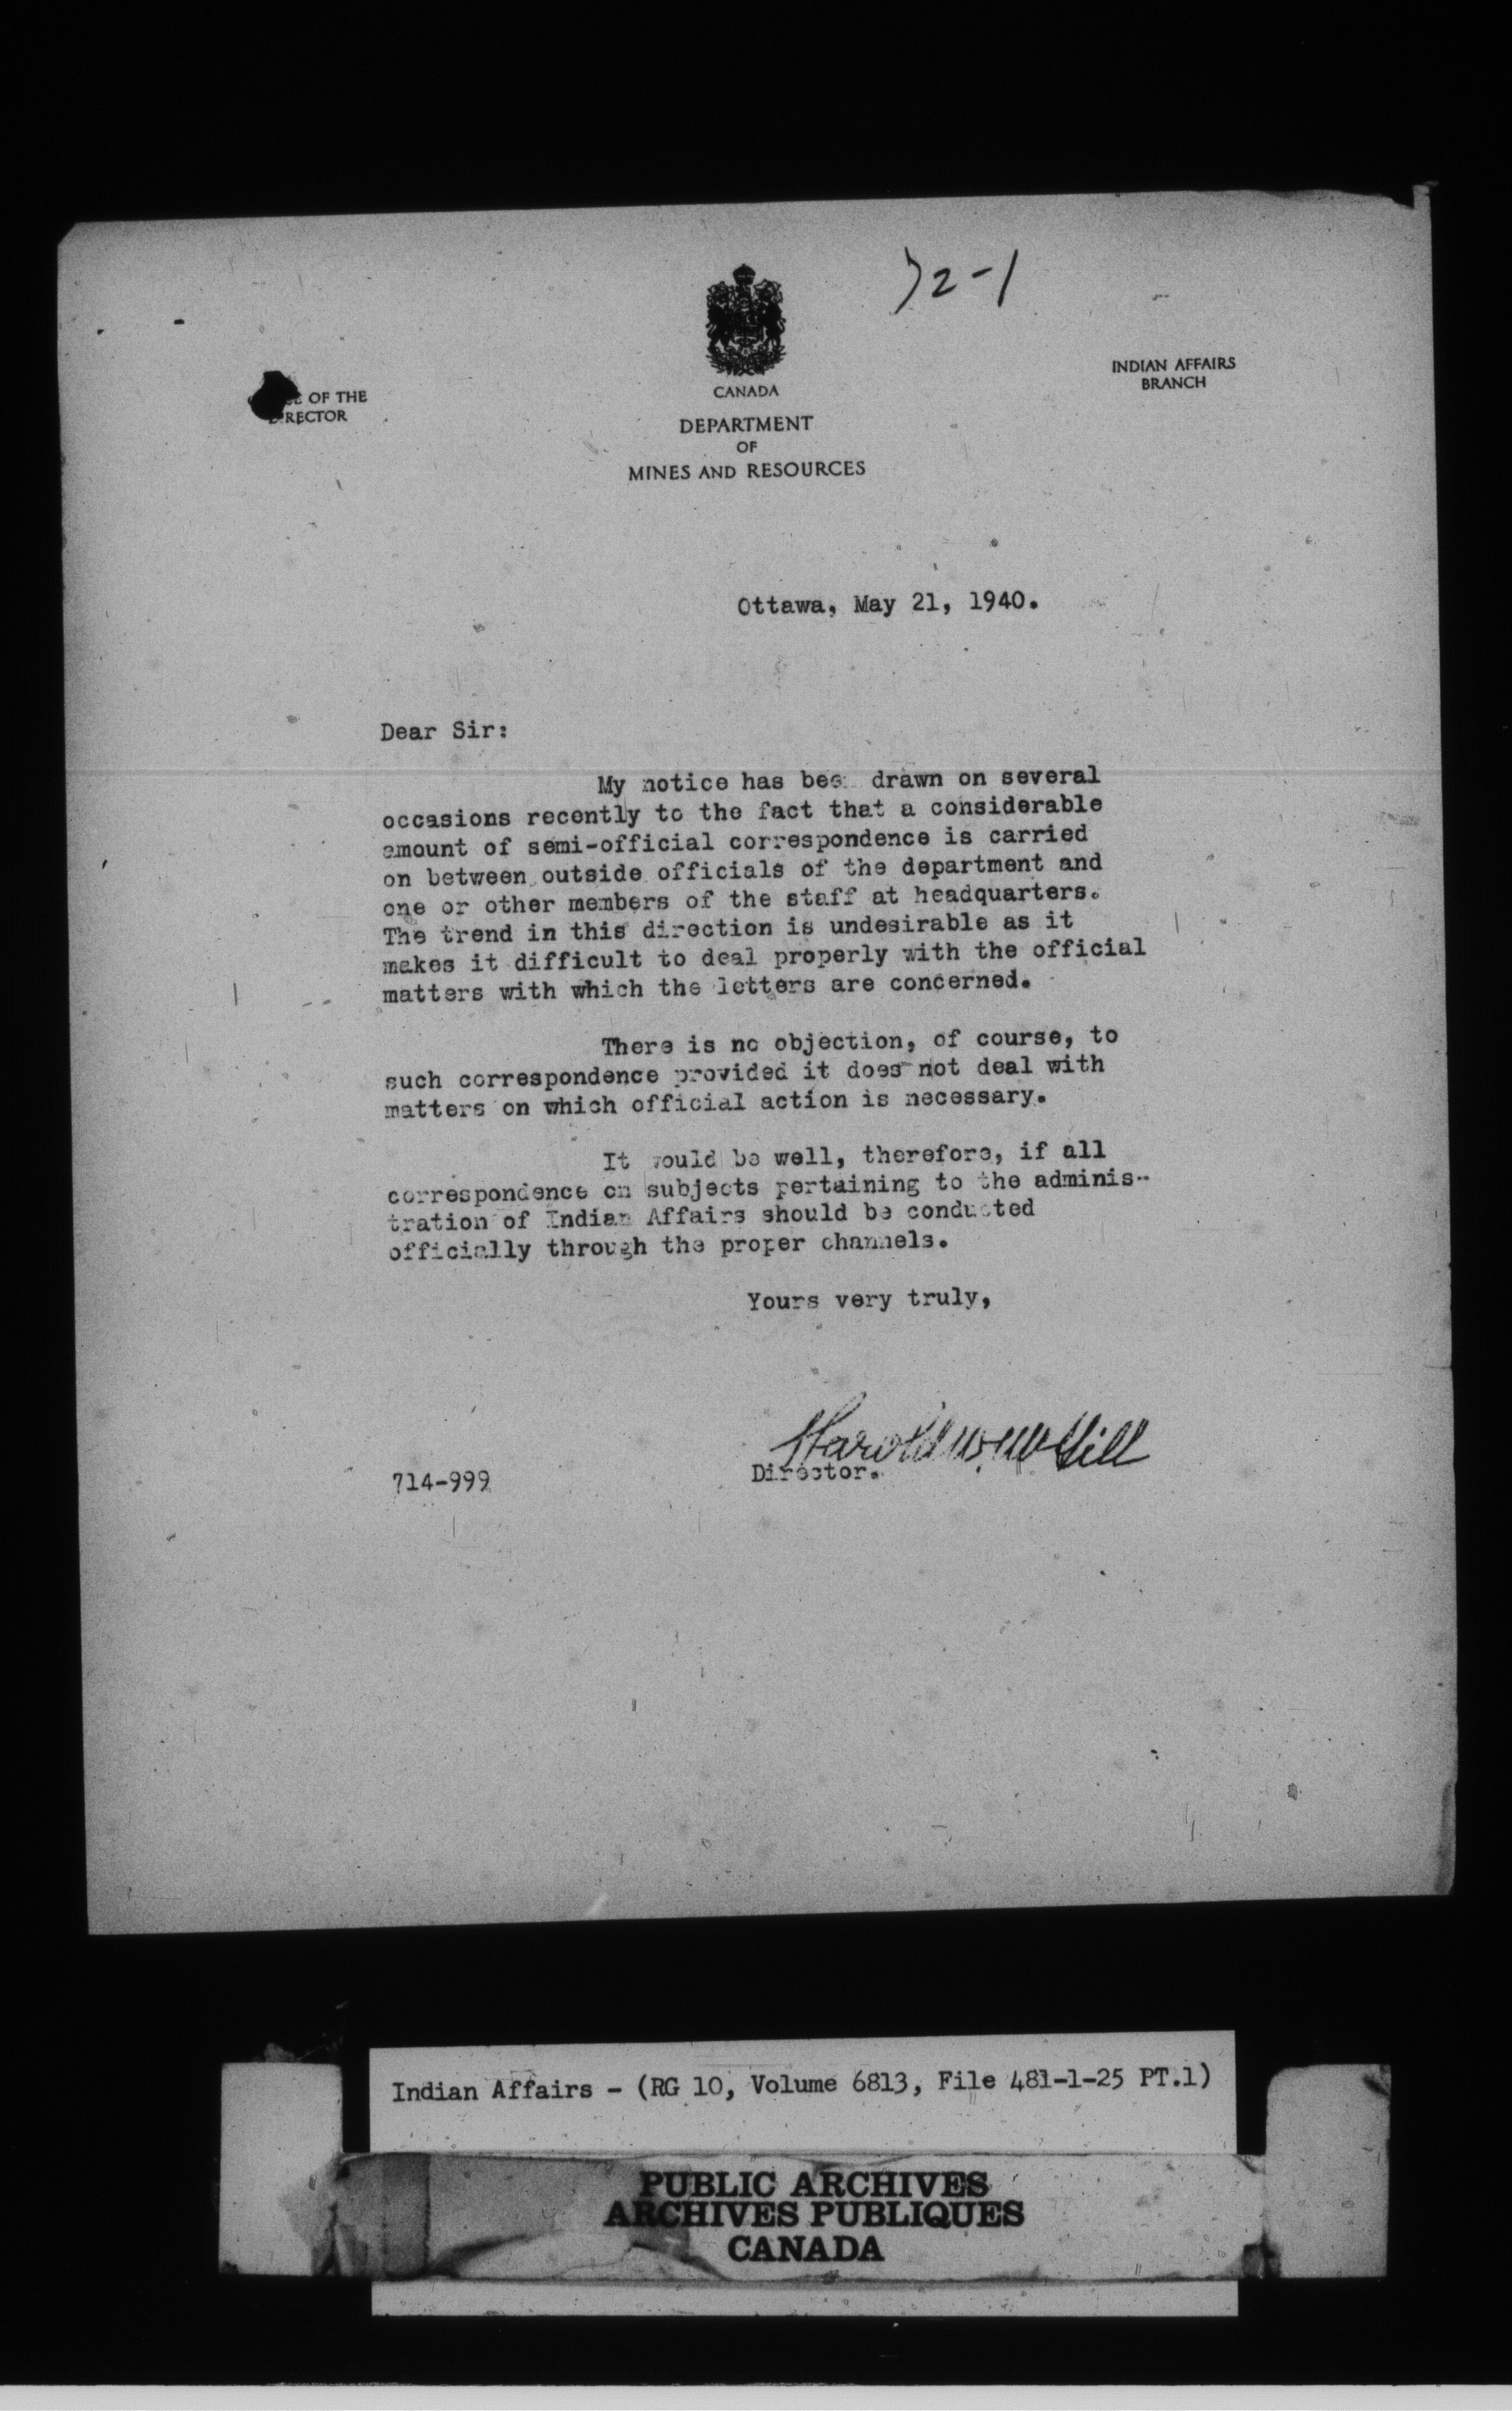 72-1
OF THE
DIRECTOR
CANADA
DEPARTMENT
OF
MINES AND RESOURCES
INDIAN AFFAIRS
BRANCH
Ottawa, May 21, 1940.
Dear Sir:
My notice has been drawn on several
occasions recently to the fact that a considerable
amount of semi-official correspondence is carried
on between outside officials of the department and
one or other members of the staff at headquarters.
The trend in this direction is undesirable as it
makes it difficult to deal properly with the official
matters with which the letters are concerned.
There is no objection, of course, to
such correspondence provided it does not deal with
matters on which official action is necessary.
It would be well, therefore, if all
correspondence on subjects pertaining to the adminis-
tration of Indian Affairs should be conducted
officially through the proper channels.
Yours very truly,
Harold W. McGill
Director.
714-999
Indian Affairs - (RG 10, Volume 6813, File 481-1-25 PT.1)
PUBLIC ARCHIVES
ARCHIVES PUBLIQUES
CANADA